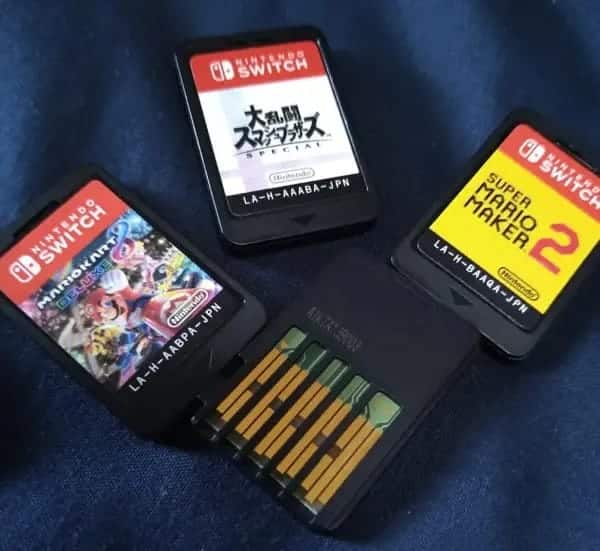 NINTENDO
SWITCH
大乱闘
スマッシュブラザーズ
SPECIAL
Nintendo
LA-H-AAABA-JPN
NINTENDO
SWITCH
MARIOKART 8
DELUXE
Nintendo
LA-H-AABPA-JPN
NINTENDO
SWITCH
SUPER
MARIO
MAKER 2
Nintendo
LA-H-BAAQA-JPN